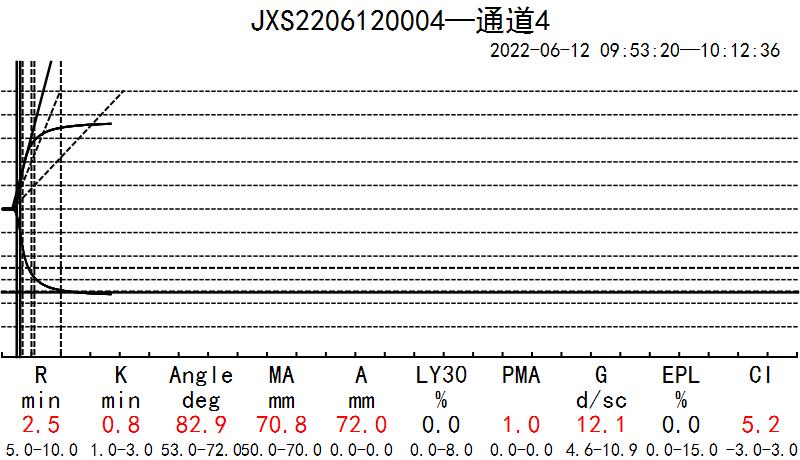 JXS2206120004—通道4
2022-06-12 09:53:20—10:12:36
R K Angle MA A LY30 PMA G EPL CI
min min deg mm mm % d/sc %
2.5 0.8 82.9 70.8 72.0 0.0 1.0 12.1 0.0 5.2
5.0-10.0 1.0-3.0 53.0-72.0 50.0-70.0 0.0-0.0 0.0-8.0 0.0-0.0 4.6-10.9 0.0-15.0 -3.0-3.0